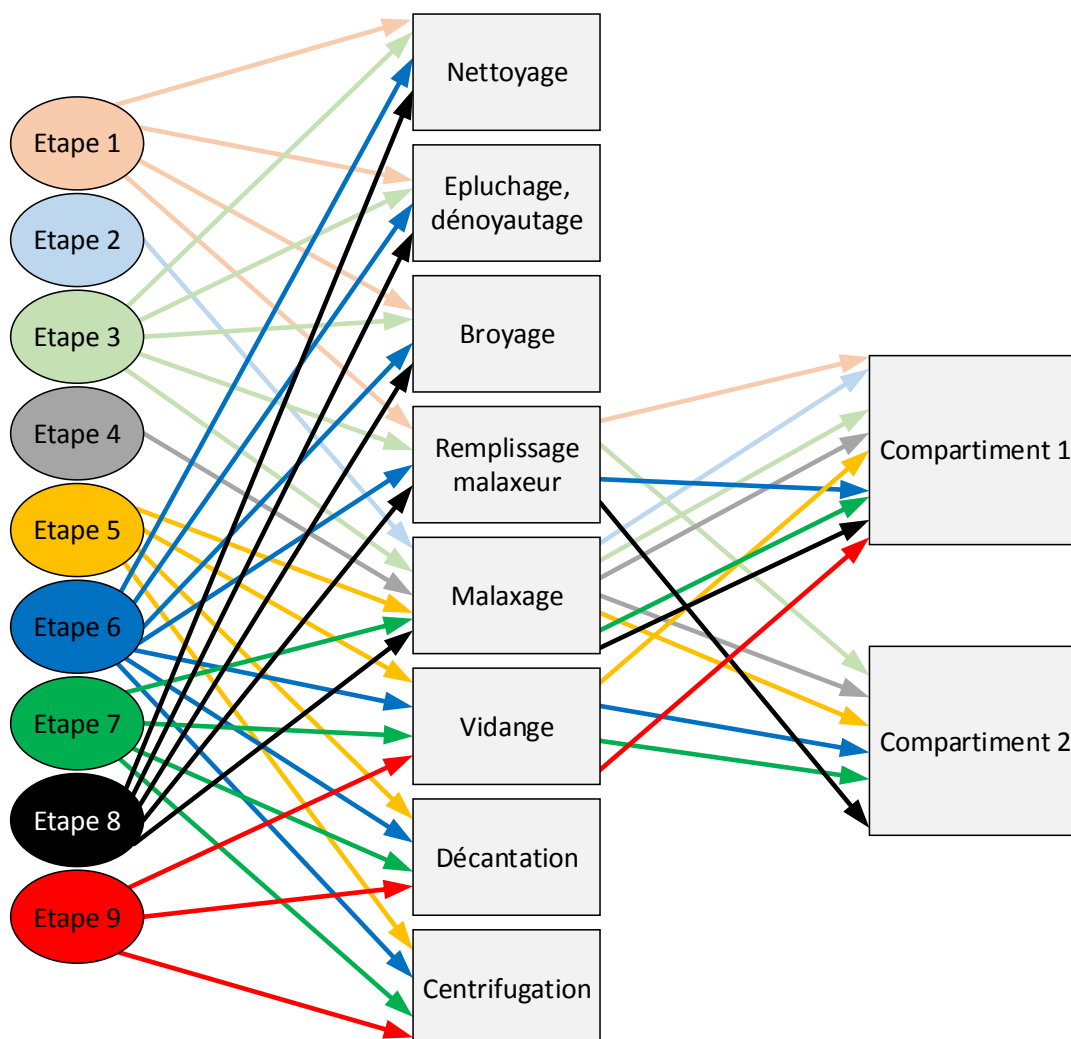 Etape 1
Etape 2
Etape 3
Etape 4
Etape 5
Etape 6
Etape 7
Etape 8
Etape 9
Nettoyage
Epluchage,
dénoyautage
Broyage
Remplissage
malaxeur
Malaxage
Vidange
Décantation
Centrifugation
Compartiment 1
Compartiment 2